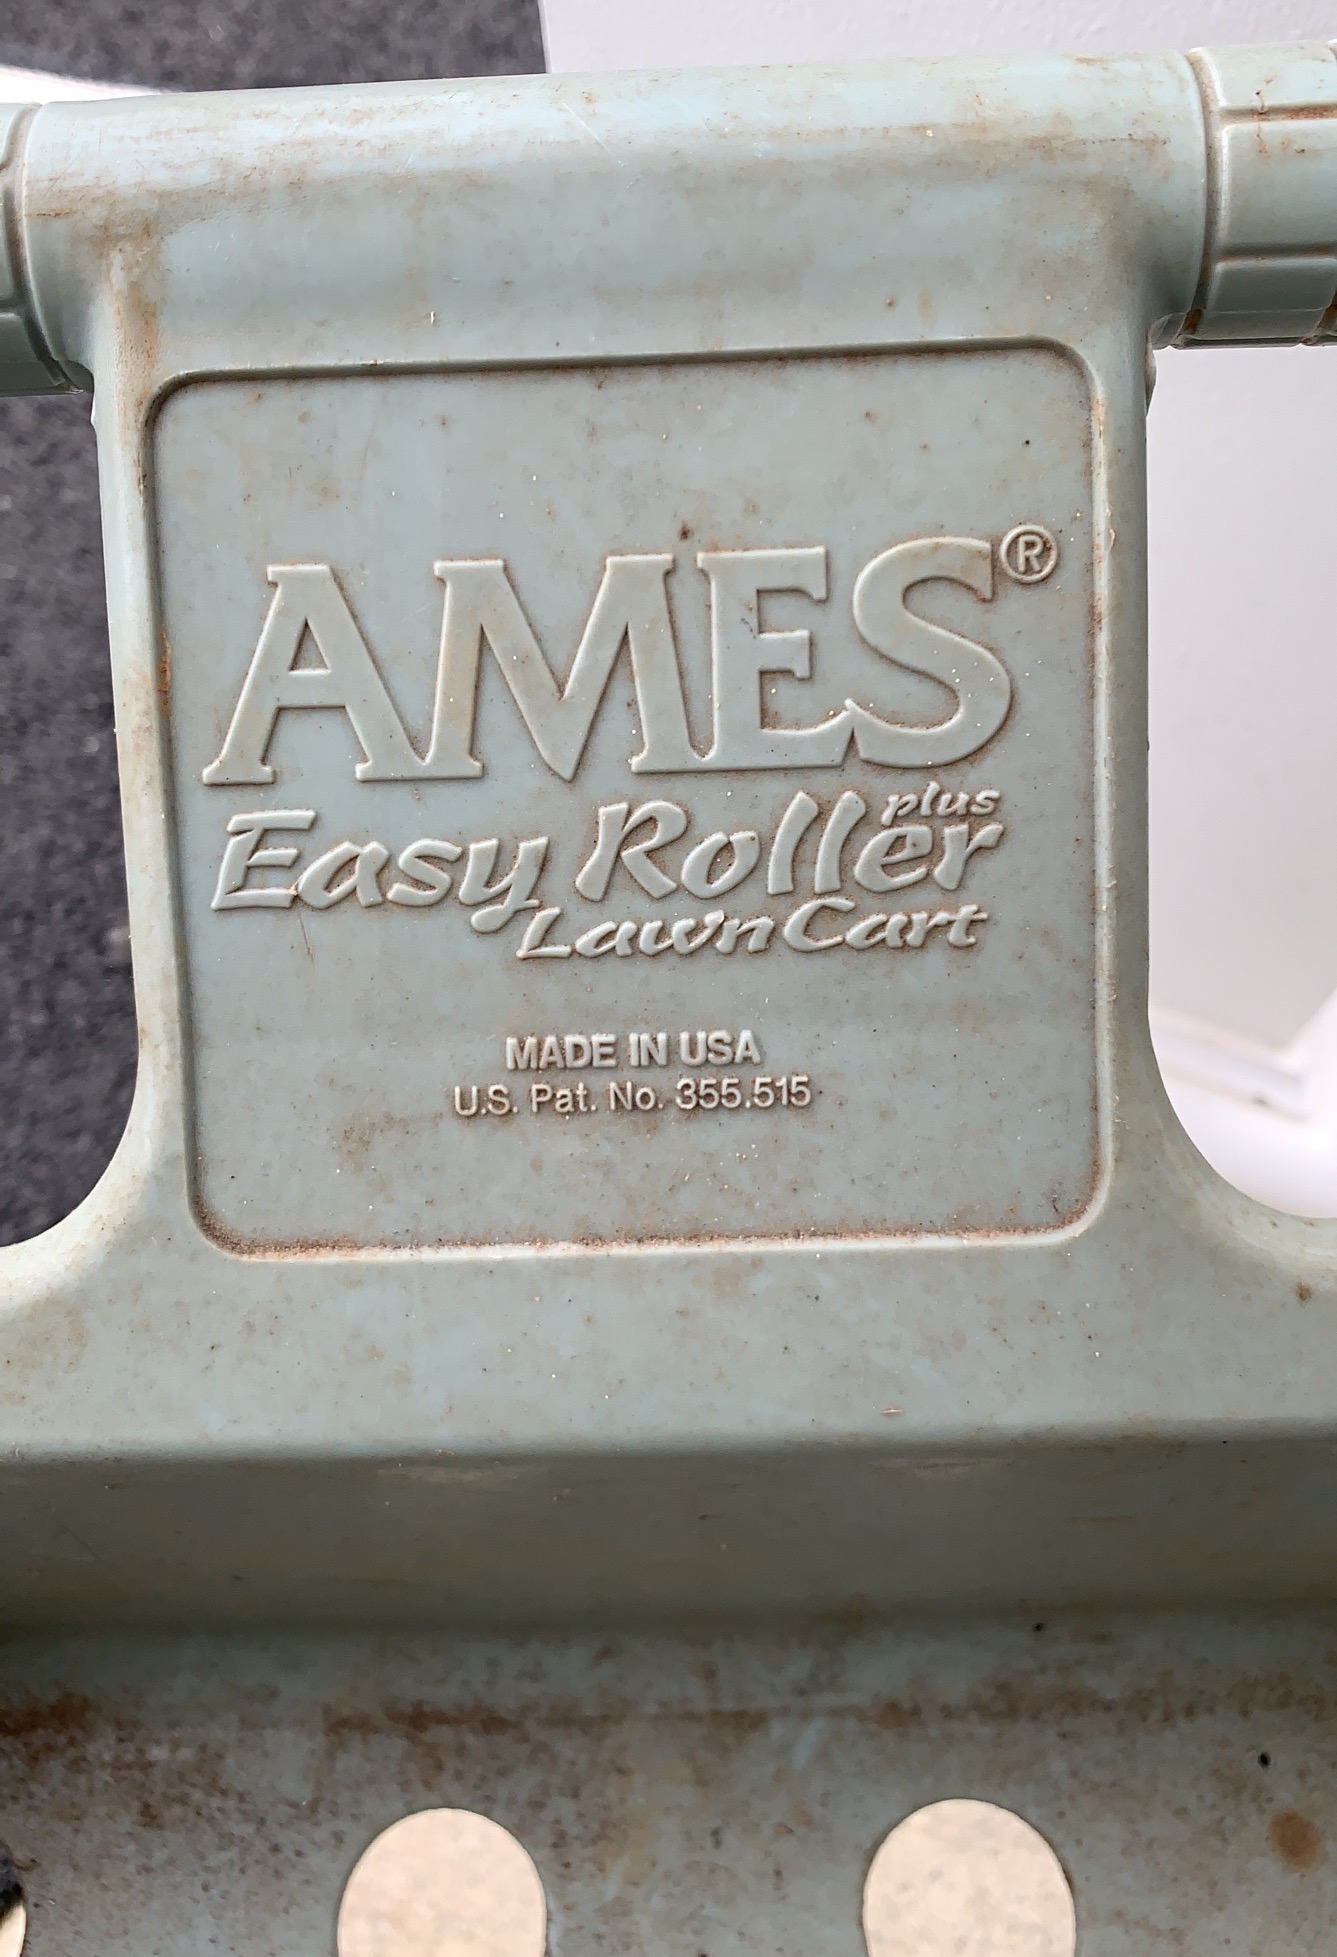 AMES®
Easy Roller plus
Lawn Cart
MADE IN USA
U.S. Pat. No. 355,515